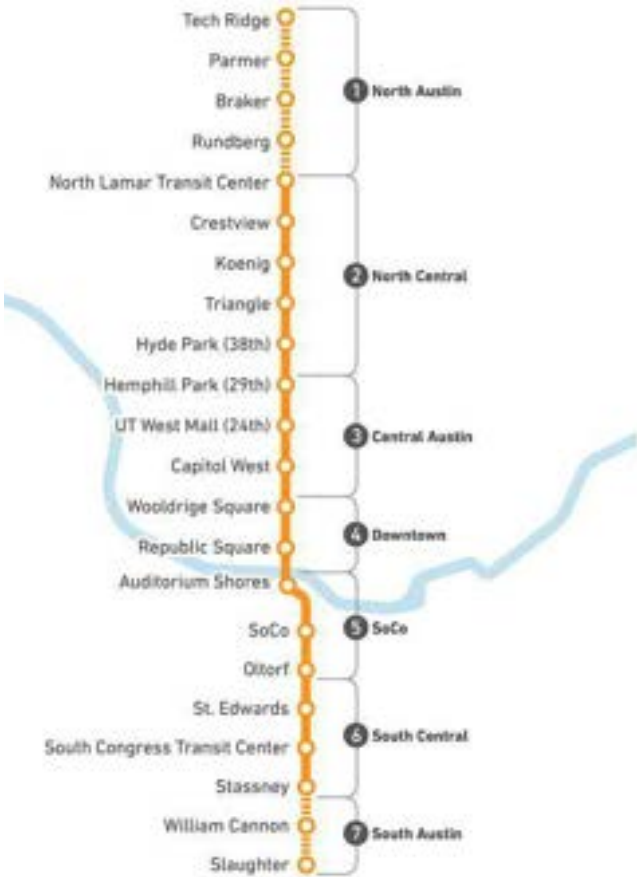 Tech Ridge
Parmer
Braker
Rundberg
North Lamar Transit Center
Crestview
Koenig
Triangle
Hyde Park (38th)
Hemphill Park (29th)
UT West Mall (24th)
Capitol West
Wooldrige Square
Republic Square
Auditorium Shores
SoCo
Oltorf
St. Edwards
South Congress Transit Center
Stassney
William Cannon
Slaughter
1 North Austin
2 North Central
3 Central Austin
4 Downtown
5 SoCo
6 South Central
7 South Austin